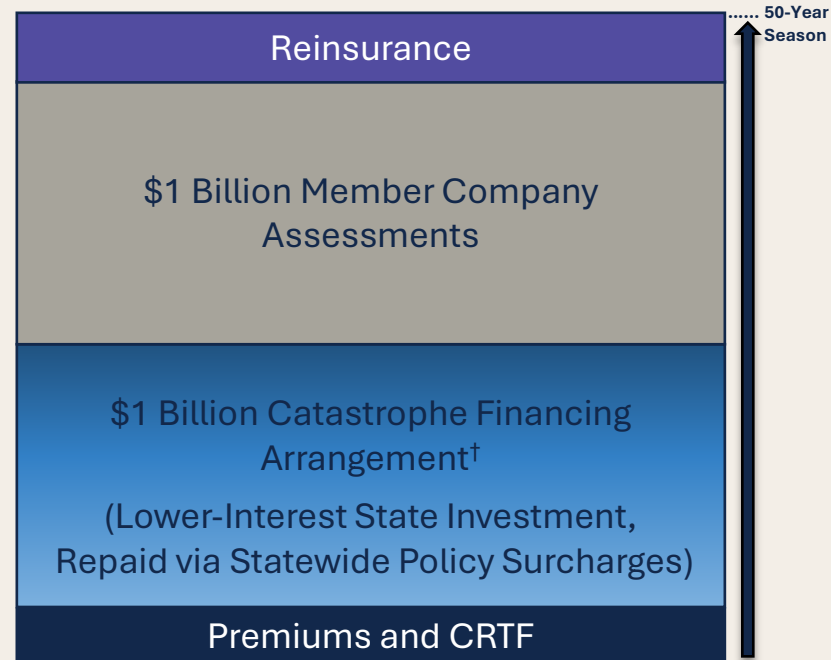 ...... 50-Year
Season
Reinsurance
$1 Billion Member Company
Assessments
$1 Billion Catastrophe Financing
Arrangement†
(Lower-Interest State Investment,
Repaid via Statewide Policy Surcharges)
Premiums and CRTF